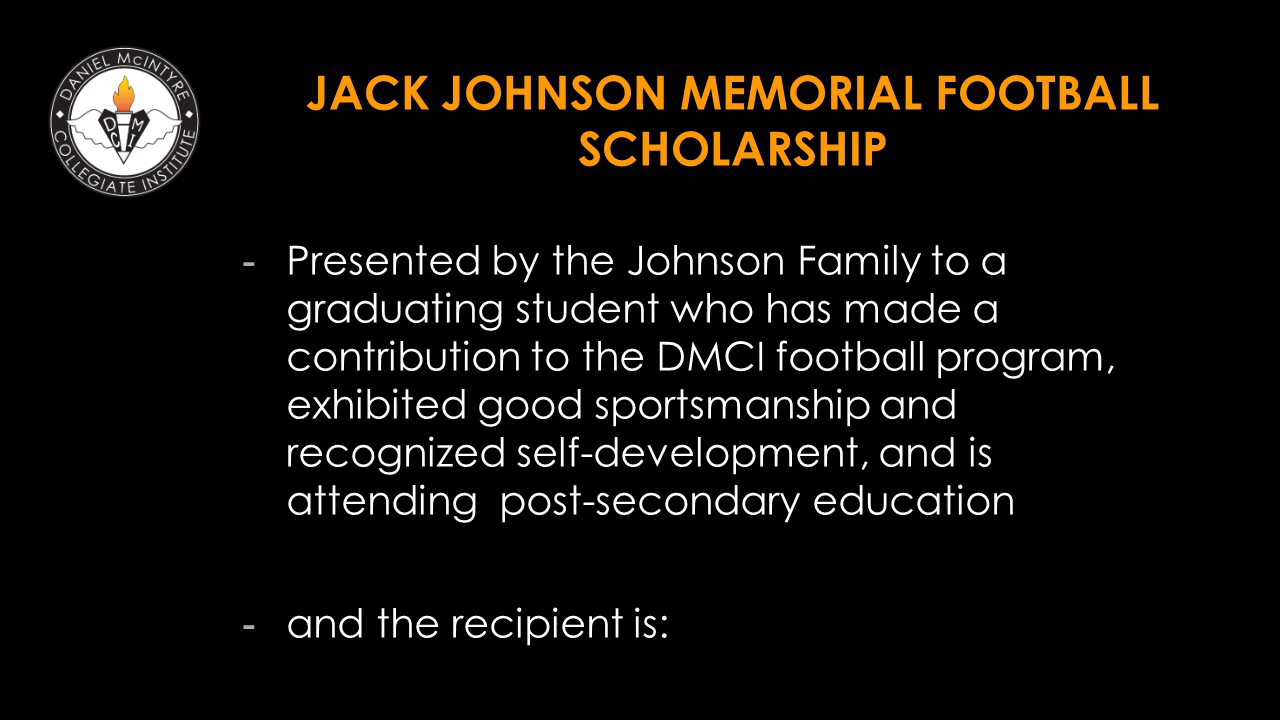 DANIEL McINTYRE
COLLEGIATE INSTITUTE
DMCI
JACK JOHNSON MEMORIAL FOOTBALL
SCHOLARSHIP
- Presented by the Johnson Family to a
graduating student who has made a
contribution to the DMCI football program,
exhibited good sportsmanship and
recognized self-development, and is
attending  post-secondary education
- and the recipient is: